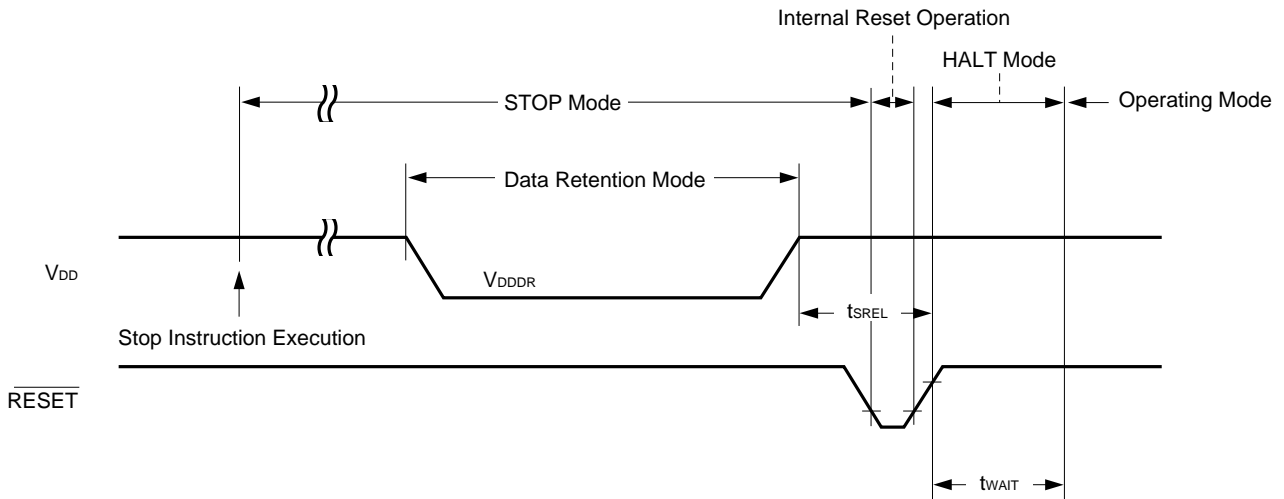 Internal Reset Operation
HALT Mode
STOP Mode
Operating Mode
Data Retention Mode
VDD
VDDDR
tSREL
Stop Instruction Execution
RESET
tWAIT